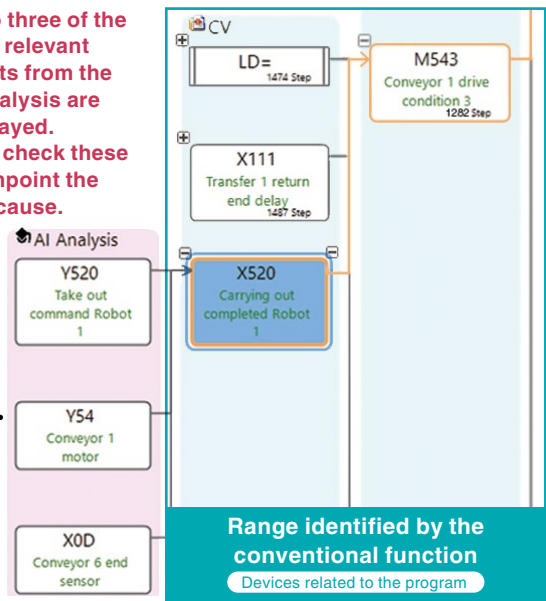 three of the
relevant
ts from the
alysis are
ayed.
check these
npoint the
cause.
AI Analysis
Y520
Take out
command Robot
1
Y54
Conveyor 1
motor
X0D
Conveyor 6 end
sensor
CV
LD=
1474 Step
X111
Transfer 1 return
end delay
1487 Step
X520
Carrying out
completed Robot
1
M543
Conveyor 1 drive
condition 3
1282 Step
Range identified by the
conventional function
Devices related to the program